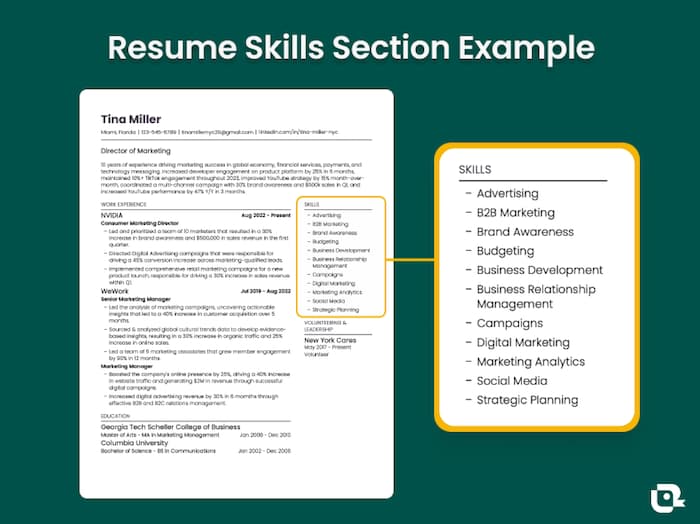 Resume Skills Section Example
Tina Miller
Miami, Florida | 123-545-6789 | tinamillernyc29@gmail.com | linkedin.com/in/tina-miller-nyc
Director of Marketing
15 years of experience driving marketing success in global economy, financial services, payments, and
technology messaging. Increased developer engagement on product platform by 25% in 6 months,
maintained 10%+ TikTok engagement throughout 2022, improved YouTube strategy by 15% month-over-
month, coordinated a multi-channel campaign with 30% brand awareness and $500k sales in Q1, and
increased YouTube performance by 47% Y/Y in 3 months.
WORK EXPERIENCE
NVIDIA Aug 2022 - Present
Consumer Marketing Director
- Led and prioritized a team of 10 marketers that resulted in a 30%
increase in brand awareness and $500,000 in sales revenue in the first
quarter.
- Directed Digital Advertising campaigns that were responsible for
driving a 45% conversion increase across marketing-qualified leads.
- Implemented comprehensive retail marketing campaigns for a new
product launch, responsible for driving a 30% increase in sales revenue
within Q1.
WeWork Jul 2019 - Aug 2022
Senior Marketing Manager
- Led the analysis of marketing campaigns, uncovering actionable
insights that led to a 40% increase in customer acquisition over 5
months.
- Sourced & analyzed global cultural trends data to develop evidence-
based insights, resulting in a 30% increase in organic traffic and 25%
increase in online sales.
- Led a team of 6 marketing associates that grew member engagement
by 90% in 12 months.
Marketing Manager
- Boosted the company's online presence by 25%, driving a 40% increase
in website traffic and generating $2M in revenue through successful
digital campaigns.
- Increased digital advertising revenue by 30% in 6 months through
effective B2B and B2C relations management.
EDUCATION
Georgia Tech Scheller College of Business
Master of Arts - MA in Marketing Management Jan 2008 - Dec 2010
Columbia University
Bachelor of Science - BS in Communications Jan 2002 - Dec 2006
SKILLS
- Advertising
- B2B Marketing
- Brand Awareness
- Budgeting
- Business Development
- Business Relationship
Management
- Campaigns
- Digital Marketing
- Marketing Analytics
- Social Media
- Strategic Planning
VOLUNTEERING &
LEADERSHIP
New York Cares
May 2017 - Present
Volunteer
SKILLS
- Advertising
- B2B Marketing
- Brand Awareness
- Budgeting
- Business Development
- Business Relationship
Management
- Campaigns
- Digital Marketing
- Marketing Analytics
- Social Media
- Strategic Planning